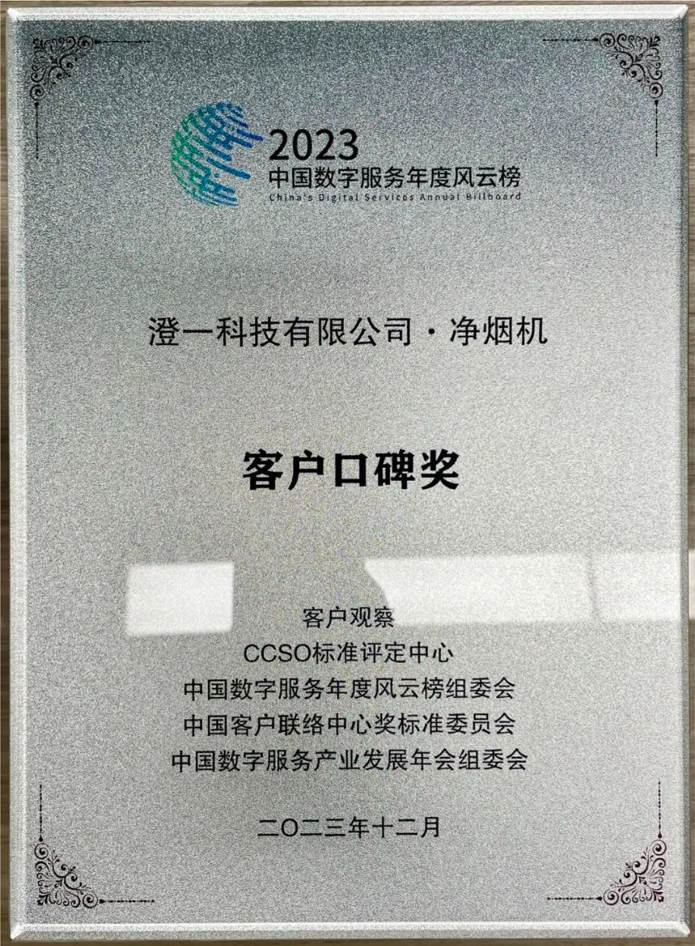 2023
中国数字服务年度风云榜
China's Digital Services Annual Billboard
澄一科技有限公司·净烟机
客户口碑奖
客户观察
CCSO标准评定中心
中国数字服务年度风云榜组委会
中国客户联络中心奖标准委员会
中国数字服务产业发展年会组委会
二〇二三年十二月